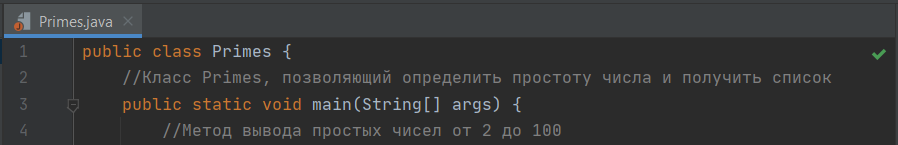 Primes.java
1 public class Primes {
2 //Класс Primes, позволяющий определить простоту числа и получить список
3 public static void main(String[] args) {
4 //Метод вывода простых чисел от 2 до 100